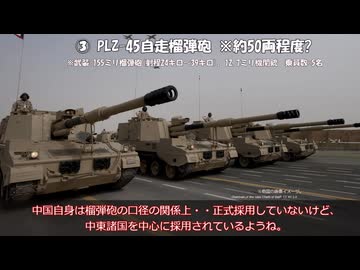 ③ PLZ-45自走榴弾砲 ※約50両程度?
※武装:155ミリ榴弾砲(射程24キロ～39キロ) 12.7ミリ機関銃 乗員数:5名
中国自身は榴弾砲の口径の関係上・・正式採用していないけど、
中東諸国を中心に採用されているようね。